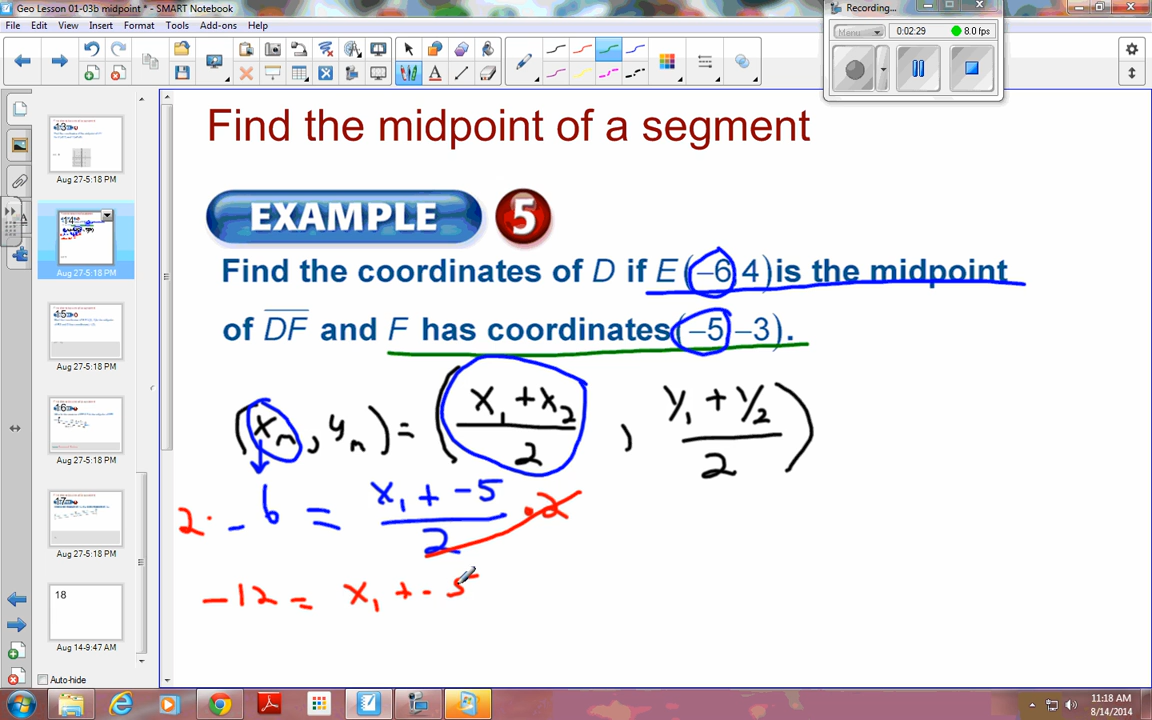 Geo Lesson 01-03b midpoint * - SMART Notebook
Recording...
File Edit View Insert Format Tools Add-ons Help
Menu 0:02:29 8.0 fps
Find the midpoint of a segment
EXAMPLE 5
Find the coordinates of D if E(−6, 4) is the midpoint
of DF and F has coordinates (−5, −3).
(xₘ, yₘ) = (x₁ + x₂ / 2, y₁ + y₂ / 2)
2· -6 = x₁ + -5 / 2 ·2
-12 = x₁ + -5
Aug 27-5:18 PM
Aug 27-5:18 PM
Aug 27-5:18 PM
Aug 27-5:18 PM
Aug 27-5:18 PM
18
Aug 14-9:47 AM
Auto-hide
11:18 AM
8/14/2014